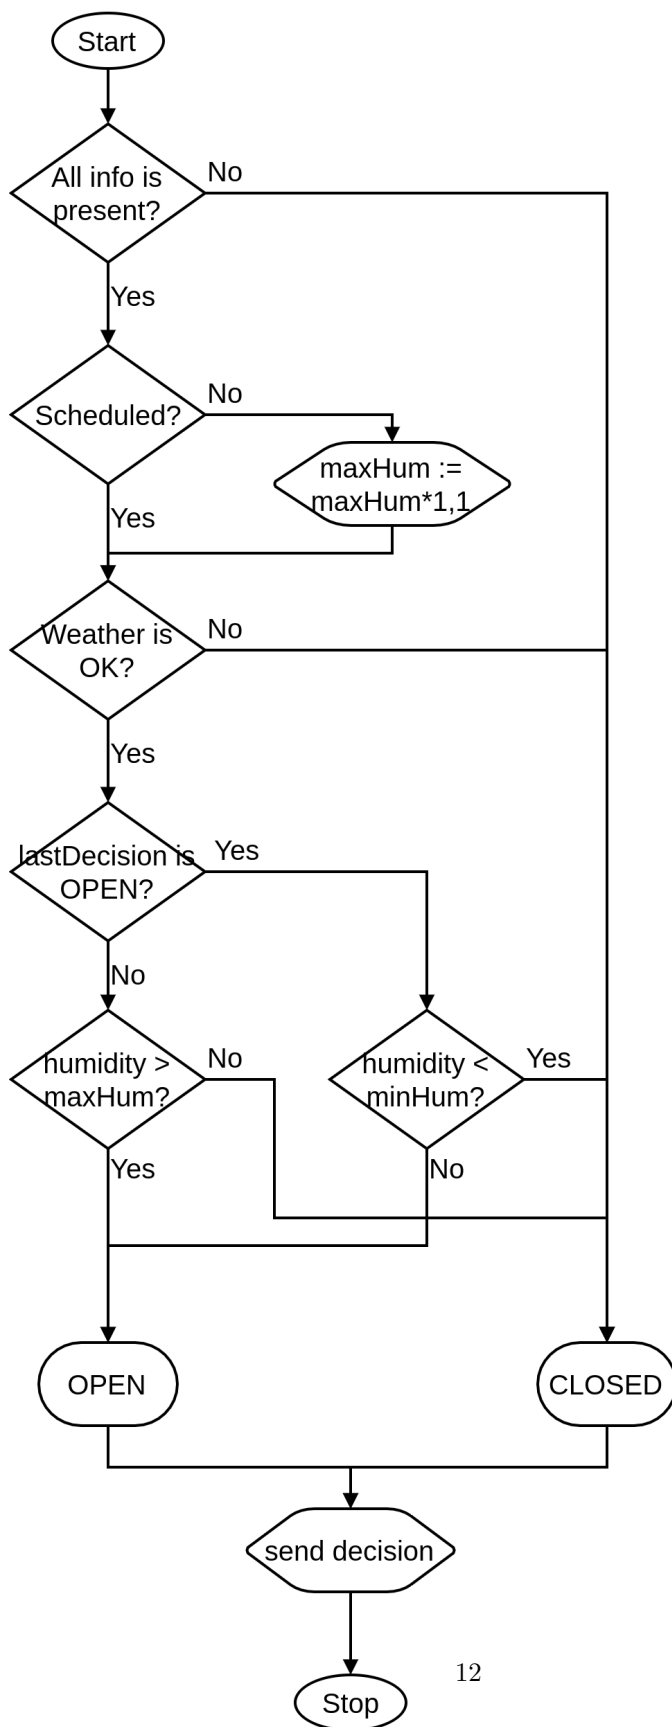 Start
All info is
present?
No
Yes
Scheduled?
No
maxHum :=
maxHum*1,1
Yes
Weather is
OK?
No
Yes
lastDecision is
OPEN?
Yes
No
humidity >
maxHum?
No
humidity <
minHum?
Yes
Yes
No
OPEN
CLOSED
send decision
12
Stop